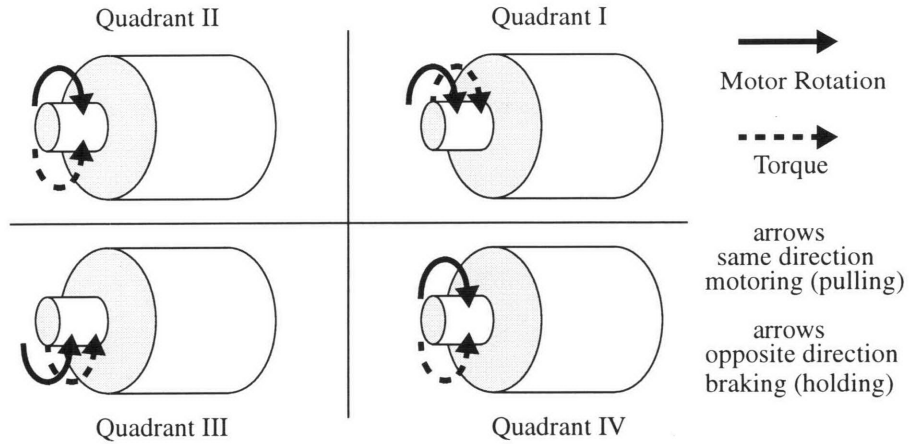 Quadrant II
Quadrant I
Motor Rotation
Torque
arrows
same direction
motoring (pulling)
arrows
opposite direction
braking (holding)
Quadrant III
Quadrant IV